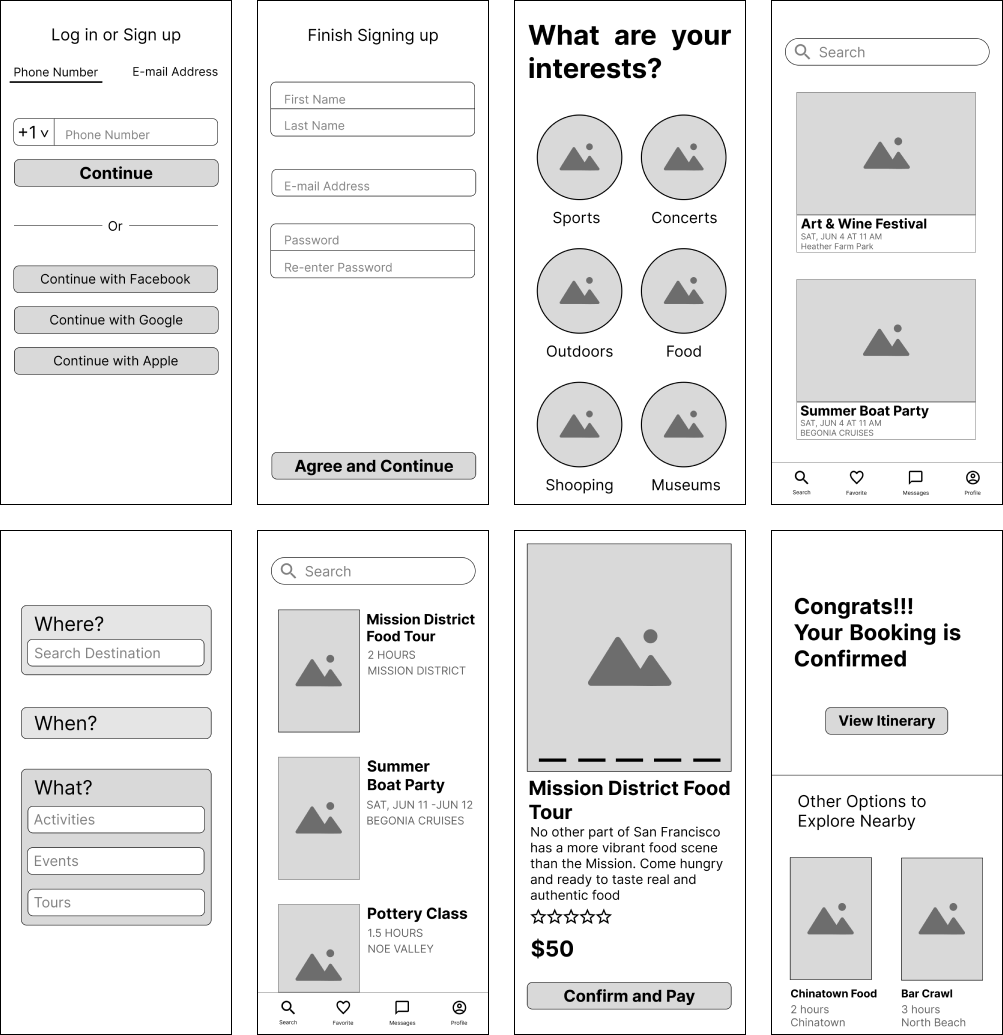 Log in or Sign up
Phone Number
E-mail Address
+1
Phone Number
Continue
Or
Continue with Facebook
Continue with Google
Continue with Apple
Finish Signing up
First Name
Last Name
E-mail Address
Password
Re-enter Password
Agree and Continue
What are your
interests?
Sports
Concerts
Outdoors
Food
Shooping
Museums
Search
Art & Wine Festival
SAT, JUN 4 AT 11 AM
Heather Farm Park
Summer Boat Party
SAT, JUN 4 AT 11 AM
BEGONIA CRUISES
Search
Favorite
Messages
Profile
Where?
Search Destination
When?
What?
Activities
Events
Tours
Search
Mission District
Food Tour
2 HOURS
MISSION DISTRICT
Summer
Boat Party
SAT, JUN 11 -JUN 12
BEGONIA CRUISES
Pottery Class
1.5 HOURS
NOE VALLEY
Search
Favorite
Messages
Profile
Mission District Food
Tour
No other part of San Francisco
has a more vibrant food scene
than the Mission. Come hungry
and ready to taste real and
authentic food
$50
Confirm and Pay
Congrats!!!
Your Booking is
Confirmed
View Itinerary
Other Options to
Explore Nearby
Chinatown Food
2 hours
Chinatown
Bar Crawl
3 hours
North Beach